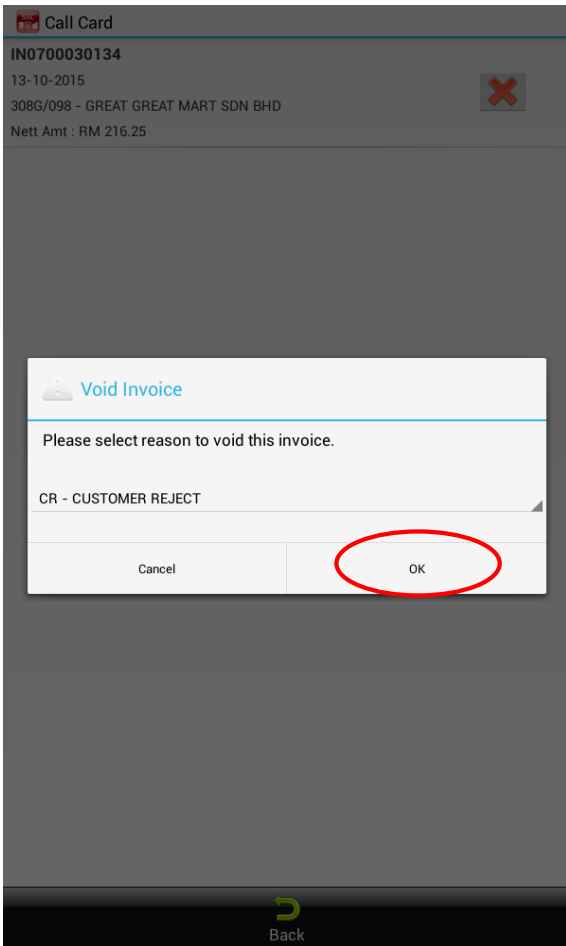 Call Card
IN0700030134
13-10-2015
308G/098 - GREAT GREAT MART SDN BHD
Nett Amt : RM 216.25
Void Invoice
Please select reason to void this invoice.
CR - CUSTOMER REJECT
Cancel
OK
Back